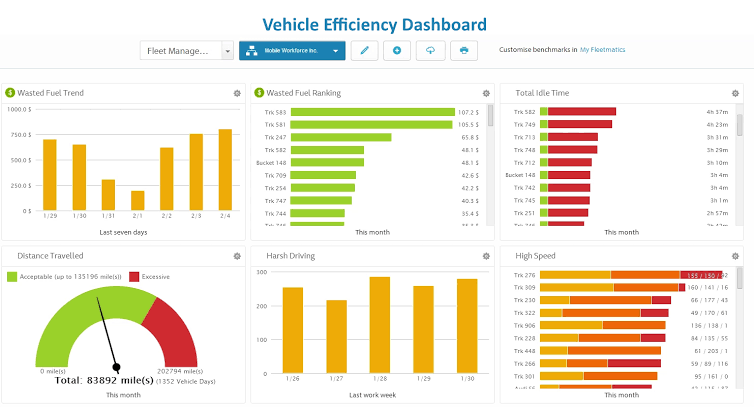 Vehicle Efficiency Dashboard
Fleet Manage...
Mobile Workforce Inc.
Customise benchmarks in My Fleetmatics
$ Wasted Fuel Trend
1000.0 $
750.0 $
500.0 $
250.0 $
0 $
1/29 1/30 1/31 2/1 2/2 2/3 2/4
Last seven days
$ Wasted Fuel Ranking
Trk 583 107.2 $
Trk 581 105.5 $
Trk 247 65.8 $
Trk 582 48.1 $
Bucket 148 48.1 $
Trk 709 42.6 $
Trk 254 42.2 $
Trk 747 40.3 $
Trk 744 35.4 $
This month
Total Idle Time
Trk 582 4h 37m
Trk 749 4h 23m
Trk 713 3h 31m
Trk 748 3h 29m
Trk 712 3h 10m
Bucket 148 3h 4m
Trk 742 3h 4m
Trk 745 3h 1m
Trk 251 2h 57m
This month
Distance Travelled
Acceptable (up to 135196 mile(s)) Excessive
0 mile(s) 202794 mile(s)
Total: 83892 mile(s) (1352 Vehicle Days)
This month
Harsh Driving
300
200
100
0
1/26 1/27 1/28 1/29 1/30
Last work week
High Speed
Trk 276 155 / 130 / 92
Trk 309 160 / 141 / 16
Trk 230 66 / 177 / 43
Trk 522 49 / 170 / 61
Trk 906 136 / 138 / 1
Trk 228 84 / 135 / 55
Trk 448 61 / 203 / 1
Trk 266 59 / 89 / 116
Trk 301 95 / 161 / 0
This month